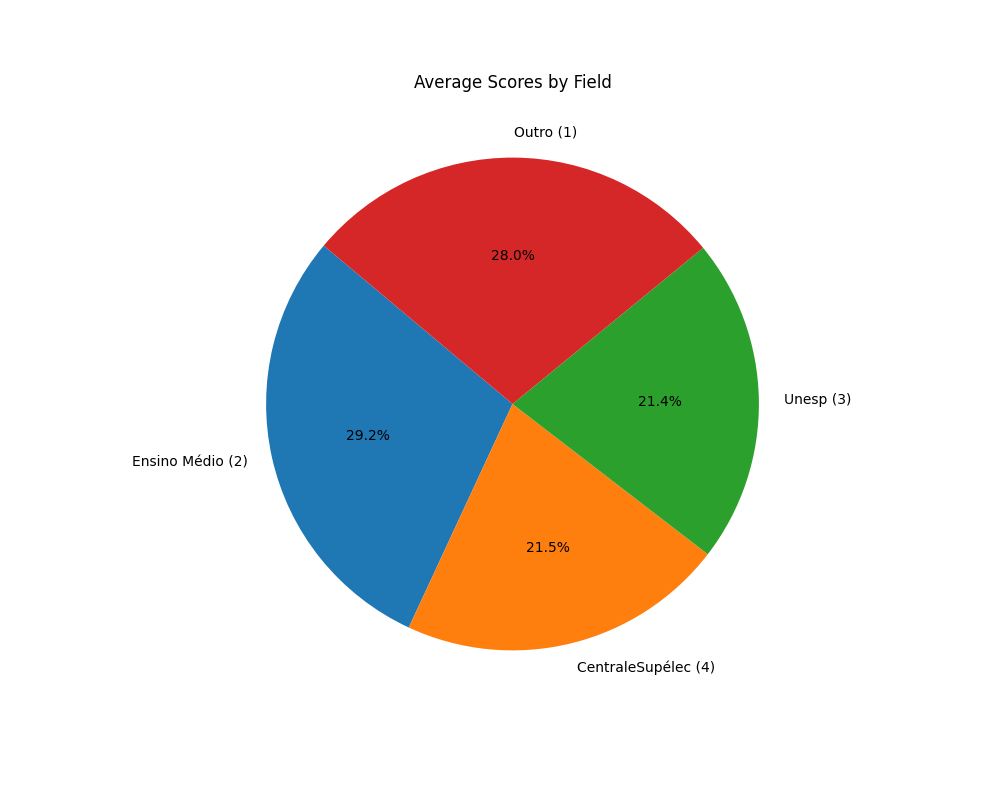 Average Scores by Field
Outro (1)
28.0%
Unesp (3)
21.4%
29.2%
Ensino Médio (2)
21.5%
CentraleSupélec (4)